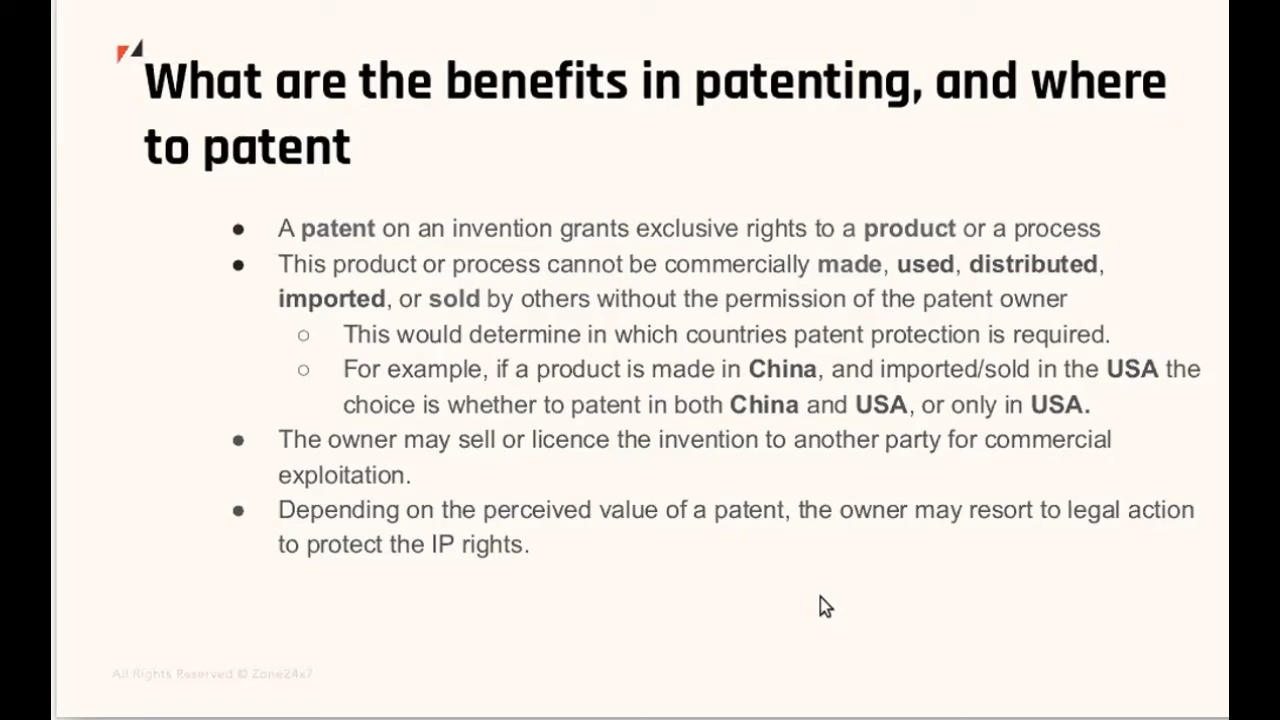 What are the benefits in patenting, and where
to patent
● A patent on an invention grants exclusive rights to a product or a process
● This product or process cannot be commercially made, used, distributed,
imported, or sold by others without the permission of the patent owner
○ This would determine in which countries patent protection is required.
○ For example, if a product is made in China, and imported/sold in the USA the
choice is whether to patent in both China and USA, or only in USA.
● The owner may sell or licence the invention to another party for commercial
exploitation.
● Depending on the perceived value of a patent, the owner may resort to legal action
to protect the IP rights.
All Rights Reserved © Zone24x7